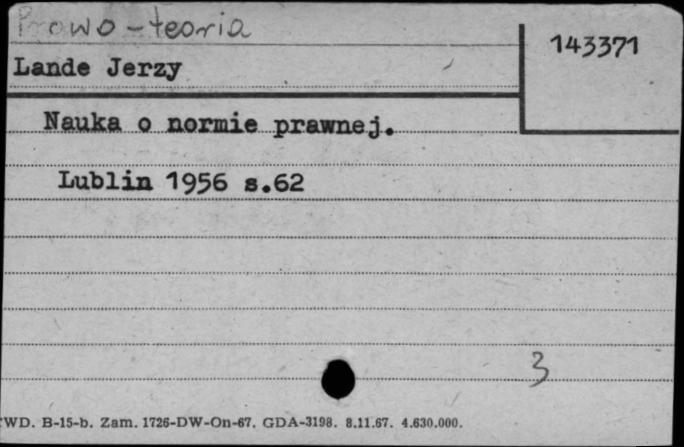 Prawo - teoria
143371
Lande Jerzy
Nauka o normie prawnej.
Lublin 1956 s.62
3
WD. B-15-b. Zam. 1726-DW-On-67. GDA-3198. 8.11.67. 4.630.000.